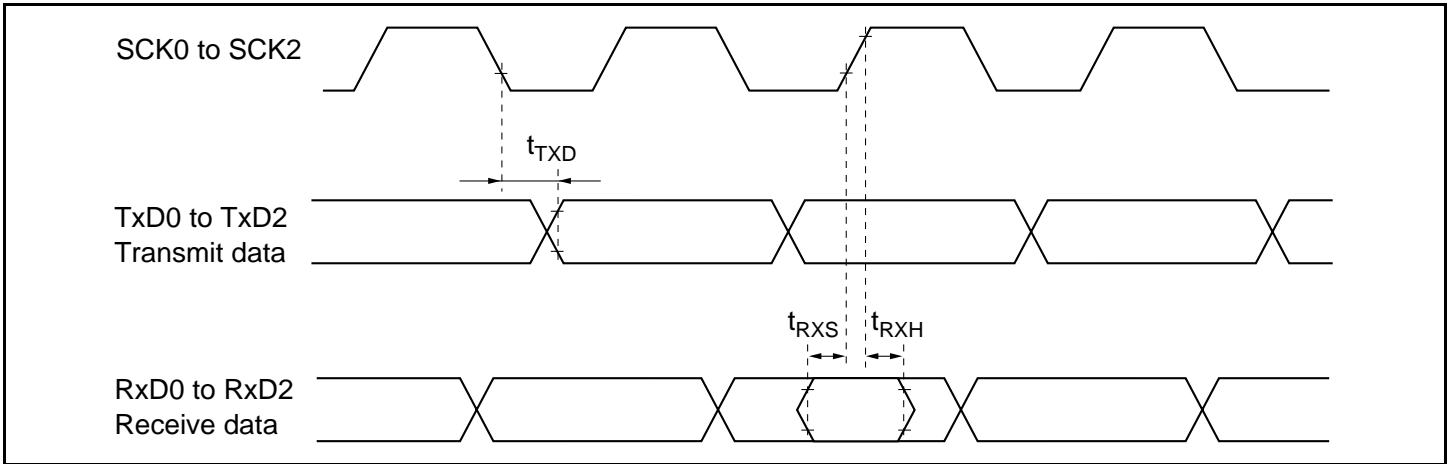 SCK0 to SCK2
tTXD
TxD0 to TxD2
Transmit data
tRXS
tRXH
RxD0 to RxD2
Receive data